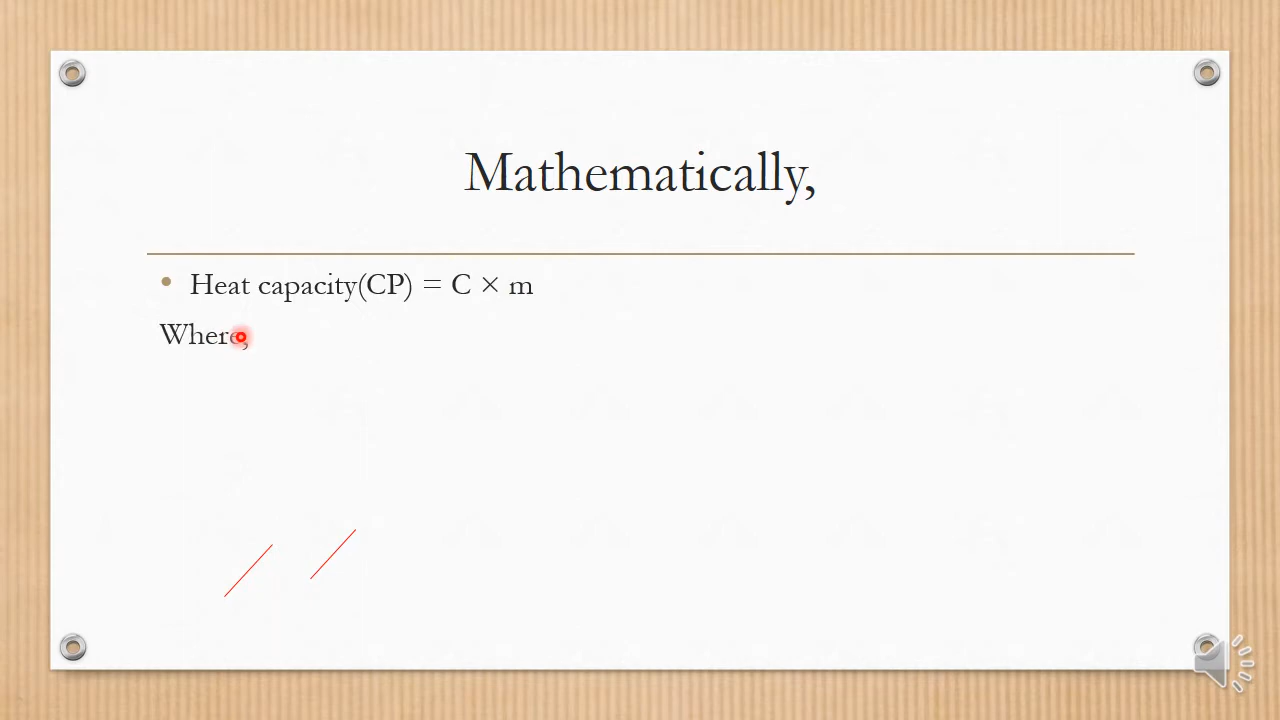 Mathematically,
Heat capacity(CP) = C × m
Where,